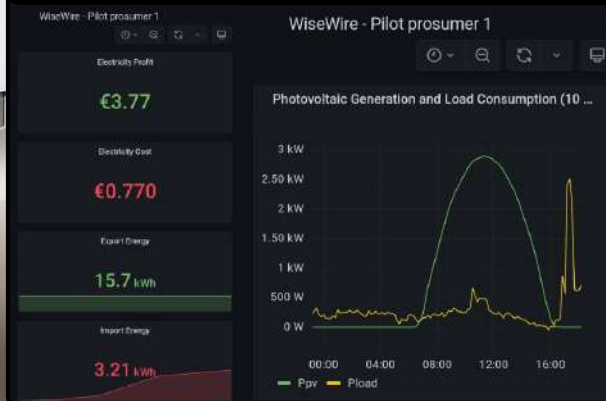 WiseWire - Pilot prosumer 1
Electricity Profit
€3.77
Electricity Cost
€0.770
Export Energy
15.7 kWh
Import Energy
3.21 kWh
WiseWire - Pilot prosumer 1
Photovoltaic Generation and Load Consumption (10 ...
3 kW
2.50 kW
2 kW
1.50 kW
1 kW
500 W
0 W
00:00 04:00 08:00 12:00 16:00
Ppv Pload